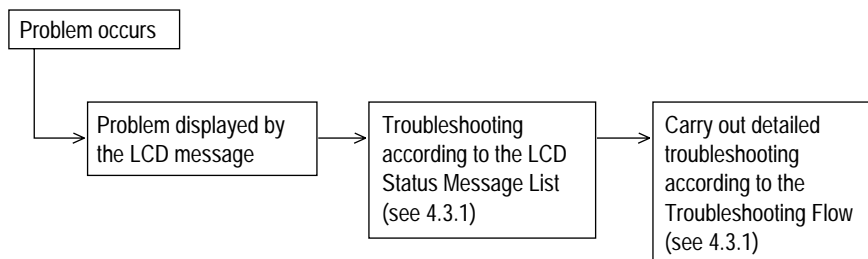 Problem occurs
Problem displayed by
the LCD message
Troubleshooting
according to the LCD
Status Message List
(see 4.3.1)
Carry out detailed
troubleshooting
according to the
Troubleshooting Flow
(see 4.3.1)